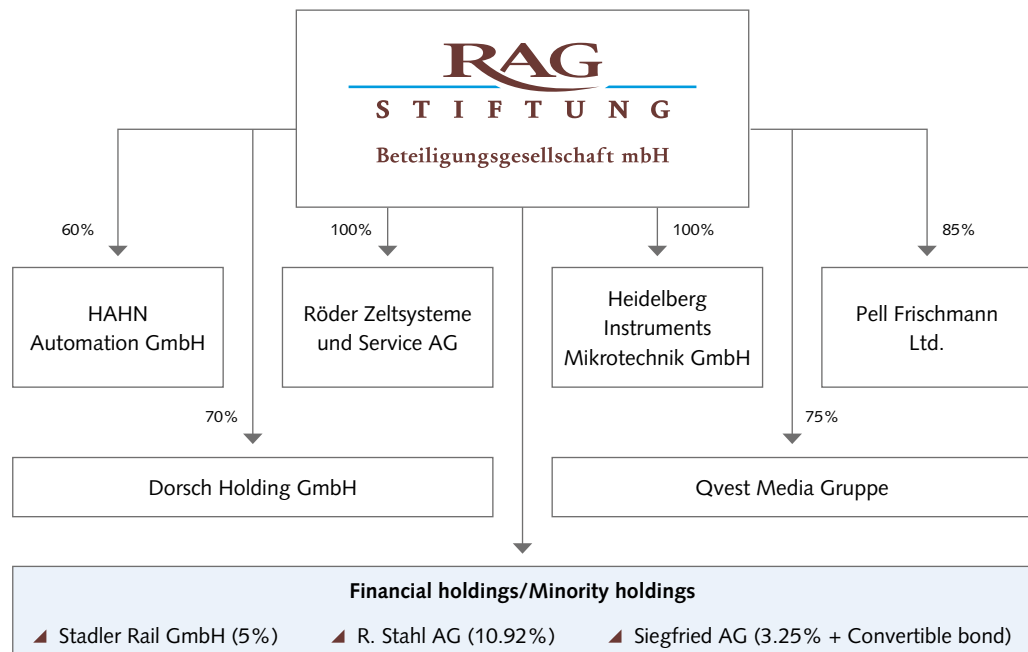 RAG
STIFTUNG
Beteiligungsgesellschaft mbH
60%
100%
100%
85%
HAHN
Automation GmbH
Röder Zeltsysteme
und Service AG
Heidelberg
Instruments
Mikrotechnik GmbH
Pell Frischmann
Ltd.
70%
75%
Dorsch Holding GmbH
Qvest Media Gruppe
Financial holdings/Minority holdings
Stadler Rail GmbH (5%)
R. Stahl AG (10.92%)
Siegfried AG (3.25% + Convertible bond)